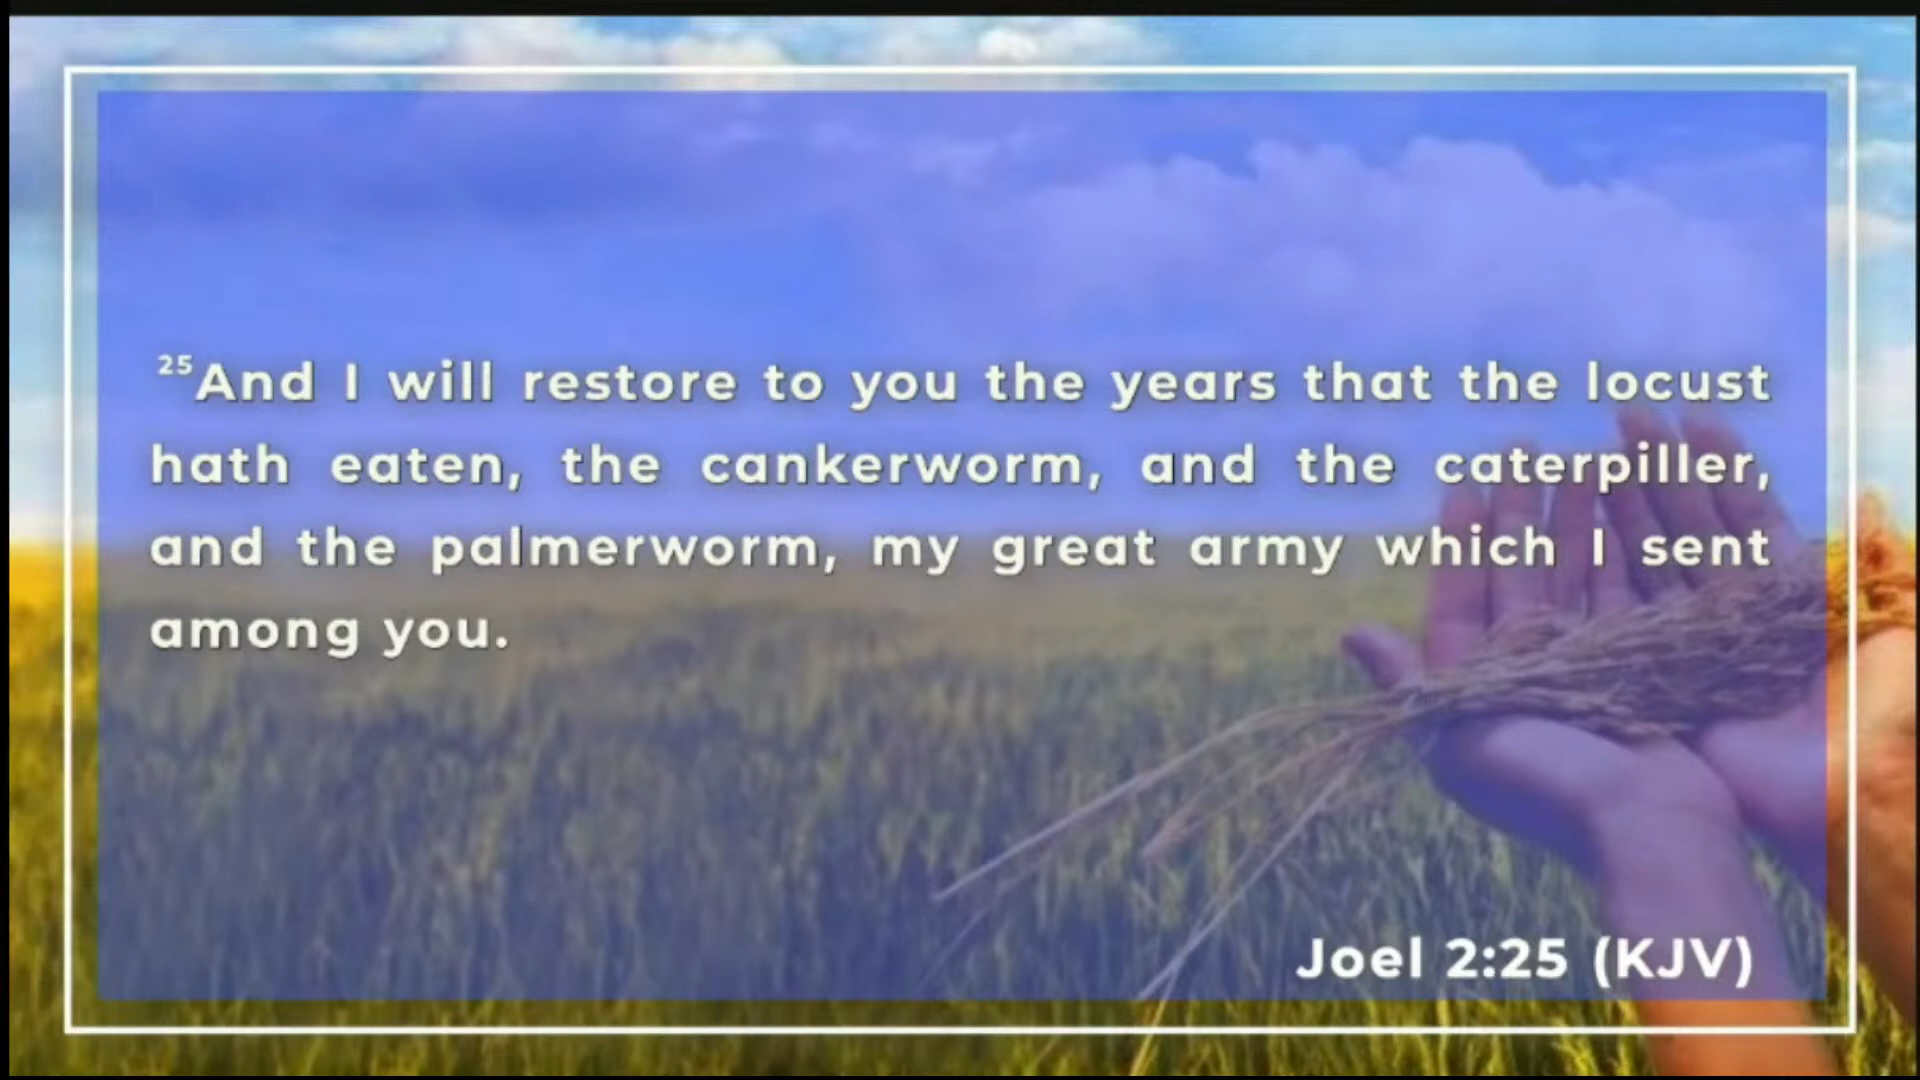 25And I will restore to you the years that the locust
hath eaten, the cankerworm, and the caterpiller,
and the palmerworm, my great army which I sent
among you.
Joel 2:25 (KJV)